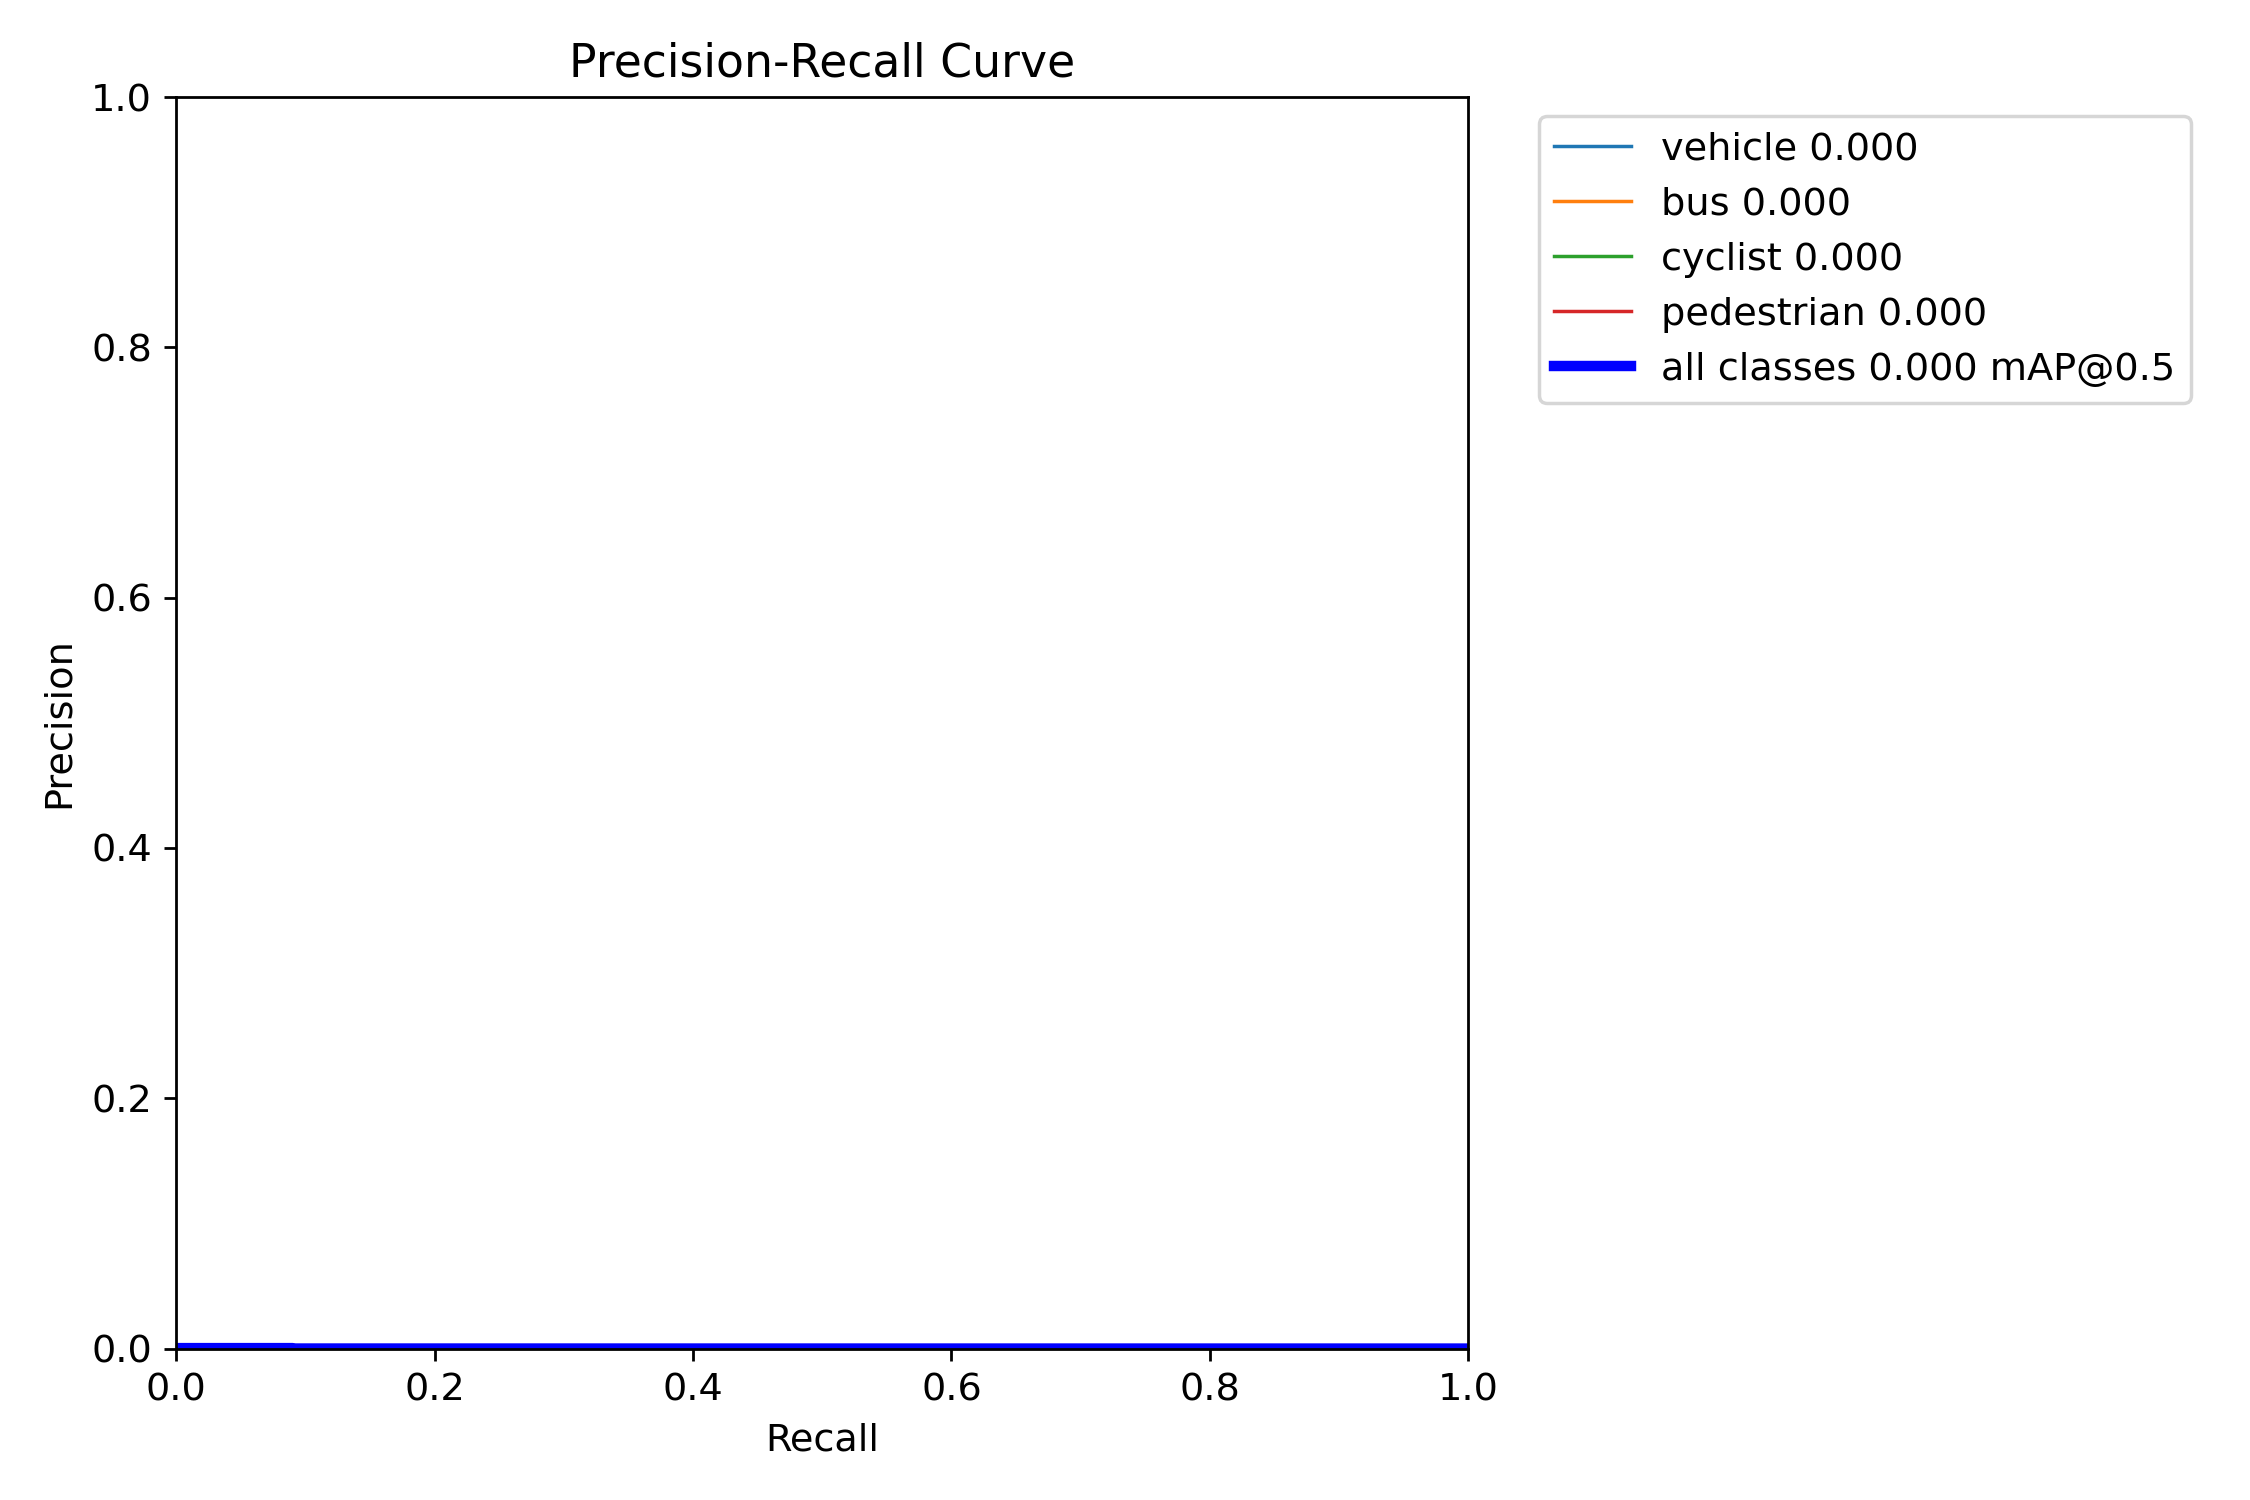 Precision-Recall Curve
1.0
0.8
0.6
0.4
0.2
0.0
Precision
0.0 0.2 0.4 0.6 0.8 1.0
Recall
vehicle 0.000
bus 0.000
cyclist 0.000
pedestrian 0.000
all classes 0.000 mAP@0.5